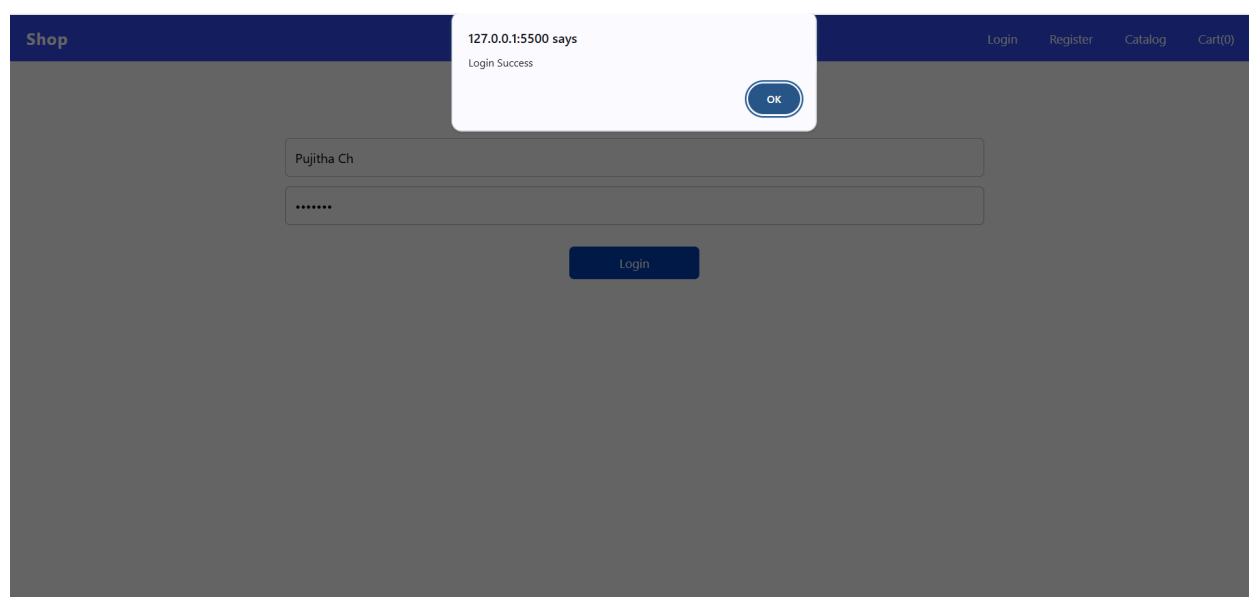 Shop
127.0.0.1:5500 says
Login Success
OK
Login Register Catalog Cart(0)
Pujitha Ch
•••••••
Login